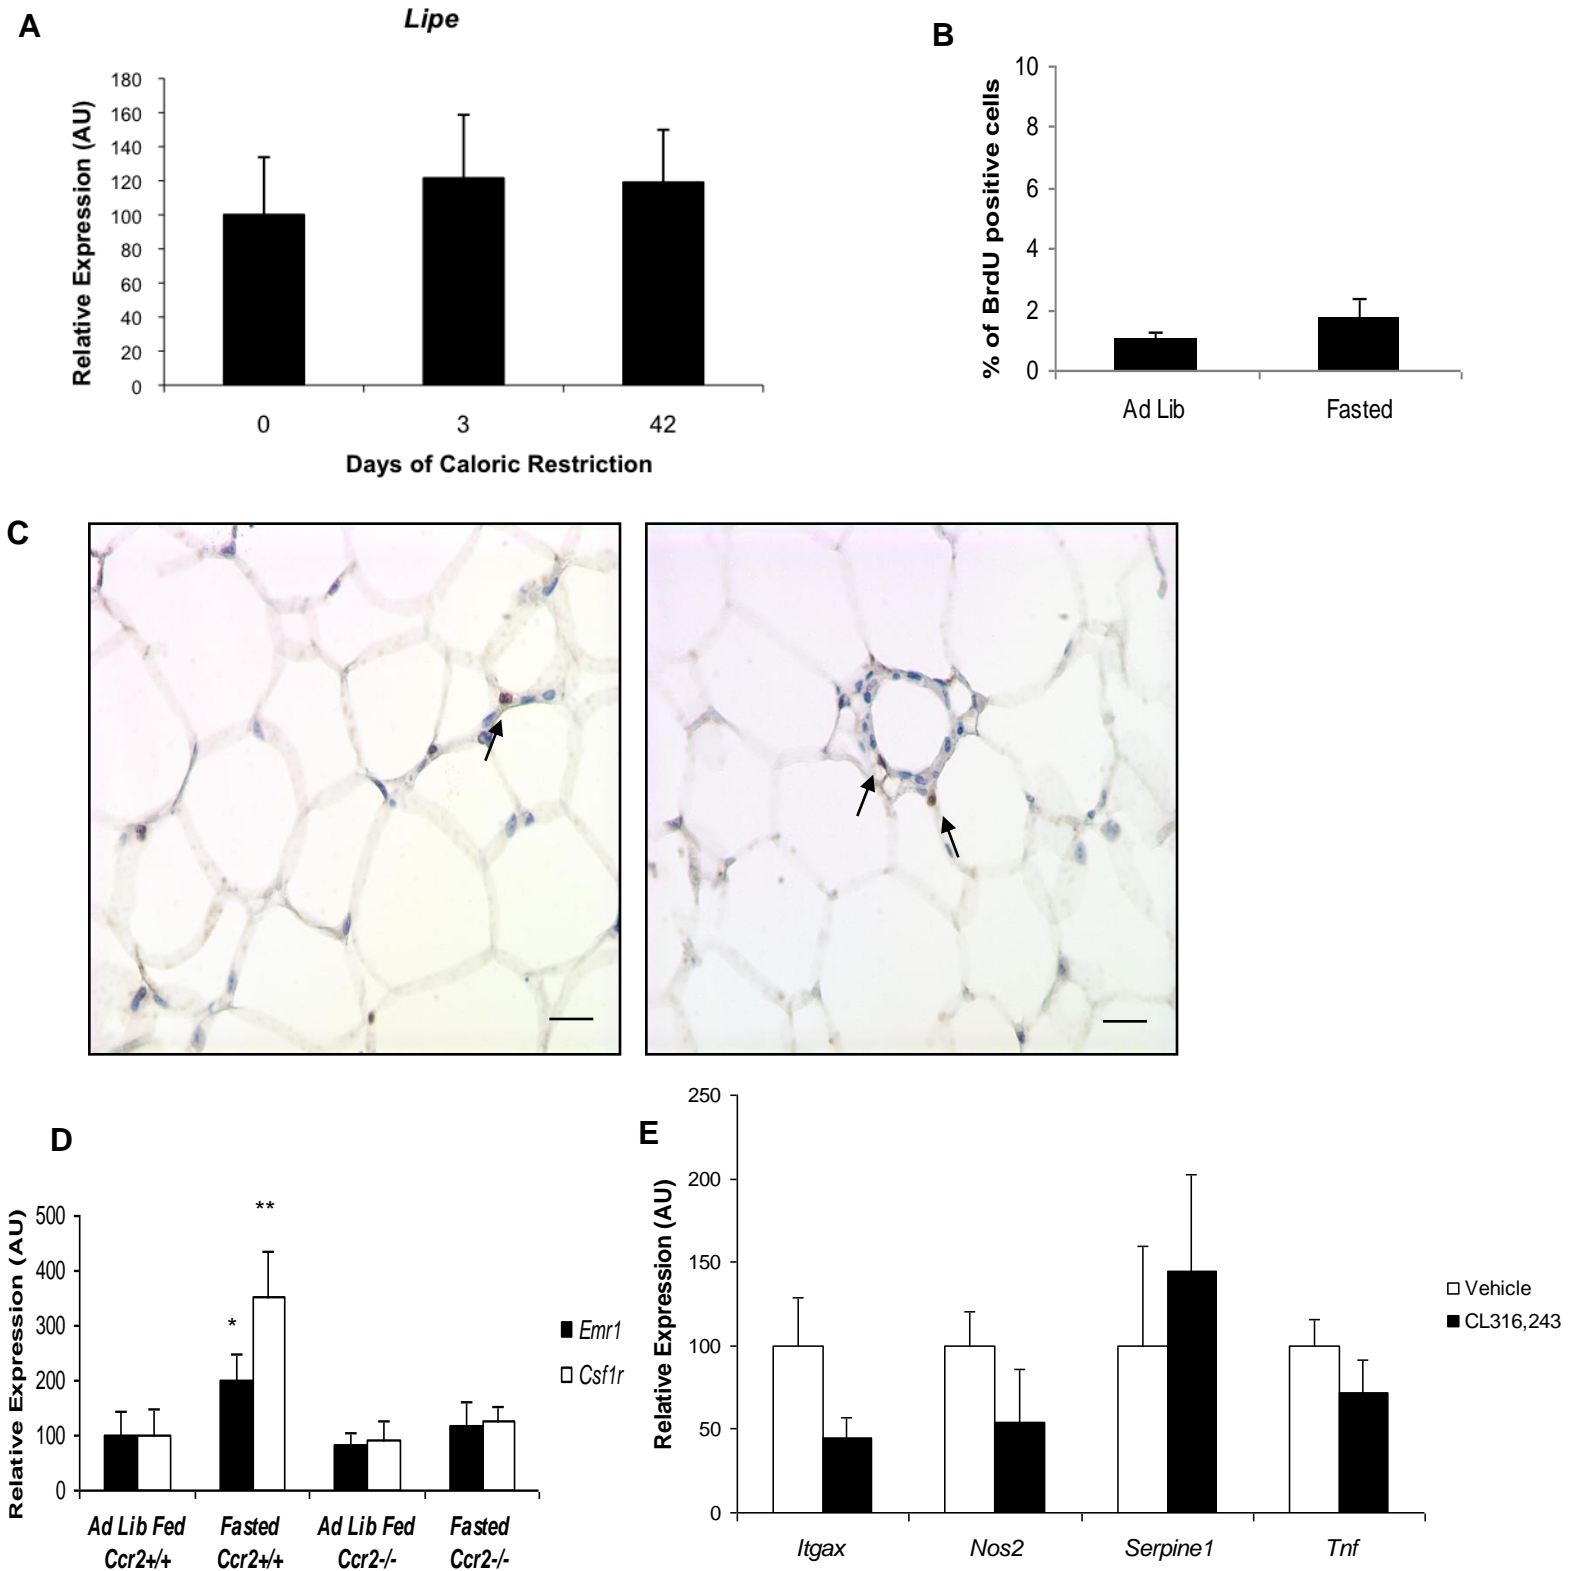 A
Lipe
Relative Expression (AU)
180
160
140
120
100
80
60
40
20
0
0 3 42
Days of Caloric Restriction
B
% of BrdU positive cells
10
8
6
4
2
0
Ad Lib Fasted
C
D
Relative Expression (AU)
500
400
300
200
100
0
*
**
Emr1
Csf1r
Ad Lib Fed Fasted Ad Lib Fed Fasted
Ccr2+/+ Ccr2+/+ Ccr2-/- Ccr2-/-
E
Relative Expression (AU)
250
200
150
100
50
0
Vehicle
CL316,243
Itgax Nos2 Serpine1 Tnf